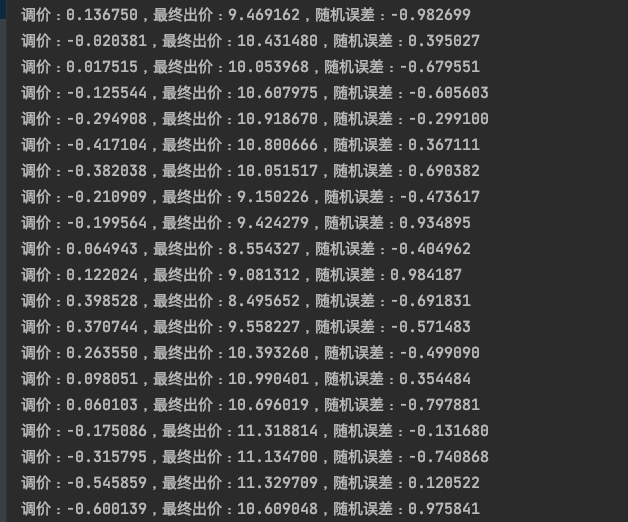 调价：0.136750，最终出价：9.469162，随机误差：-0.982699
调价：-0.020381，最终出价：10.431480，随机误差：0.395027
调价：0.017515，最终出价：10.053968，随机误差：-0.679551
调价：-0.125544，最终出价：10.607975，随机误差：-0.605603
调价：-0.294908，最终出价：10.918670，随机误差：-0.299100
调价：-0.417104，最终出价：10.800666，随机误差：0.367111
调价：-0.382038，最终出价：10.051517，随机误差：0.690382
调价：-0.210909，最终出价：9.150226，随机误差：-0.473617
调价：-0.199564，最终出价：9.424279，随机误差：0.934895
调价：0.064943，最终出价：8.554327，随机误差：-0.404962
调价：0.122024，最终出价：9.081312，随机误差：0.984187
调价：0.398528，最终出价：8.495652，随机误差：-0.691831
调价：0.370744，最终出价：9.558227，随机误差：-0.571483
调价：0.263550，最终出价：10.393260，随机误差：-0.499090
调价：0.098051，最终出价：10.990401，随机误差：0.354484
调价：0.060103，最终出价：10.696019，随机误差：-0.797881
调价：-0.175086，最终出价：11.318814，随机误差：-0.131680
调价：-0.315795，最终出价：11.134700，随机误差：-0.740868
调价：-0.545859，最终出价：11.329709，随机误差：0.120522
调价：-0.600139，最终出价：10.609048，随机误差：0.975841